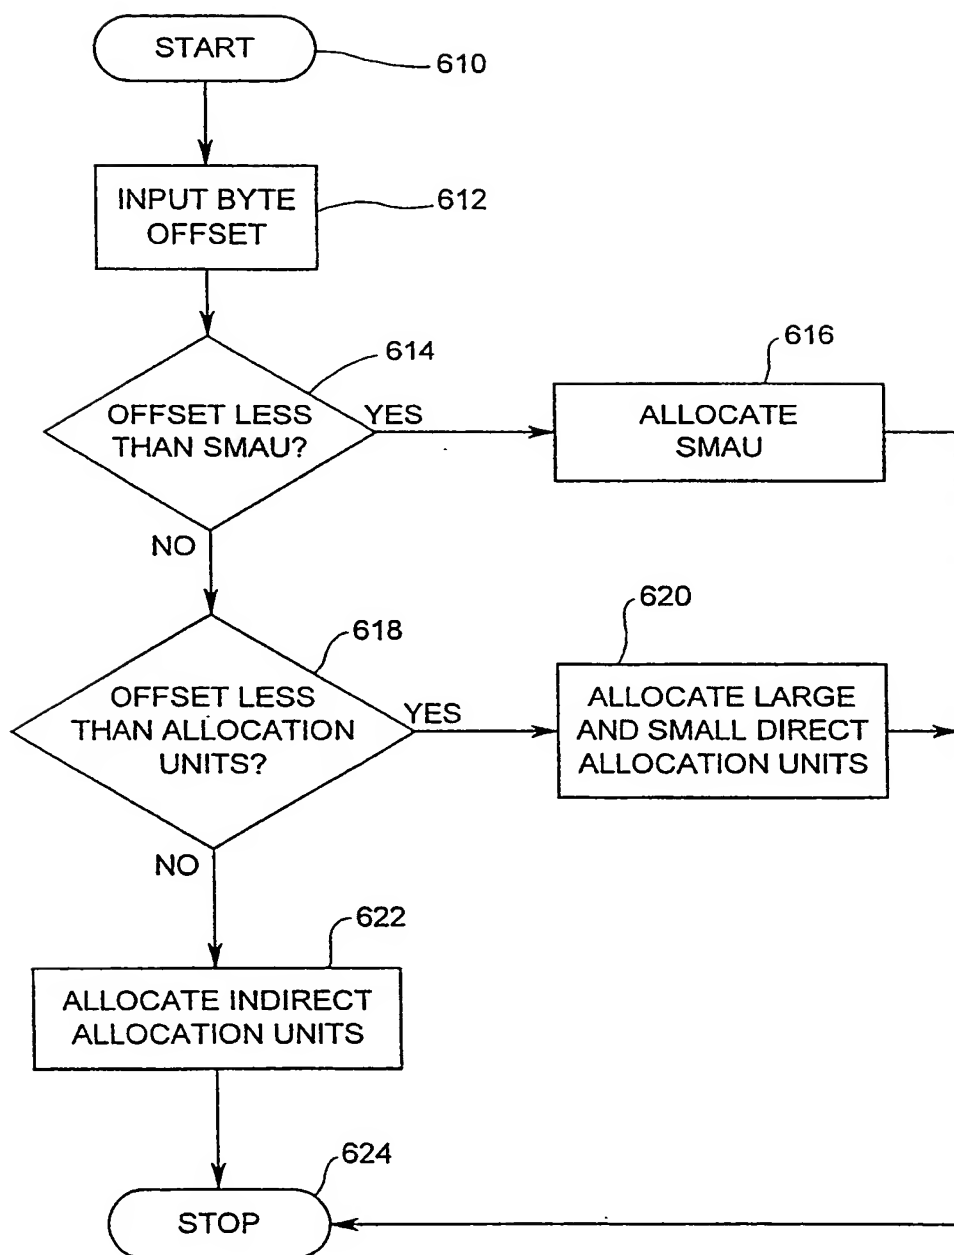 START
610
INPUT BYTE
OFFSET
612
614
OFFSET LESS
THAN SMAU?
YES
616
ALLOCATE
SMAU
NO
618
OFFSET LESS
THAN ALLOCATION
UNITS?
YES
620
ALLOCATE LARGE
AND SMALL DIRECT
ALLOCATION UNITS
NO
622
ALLOCATE INDIRECT
ALLOCATION UNITS
624
STOP